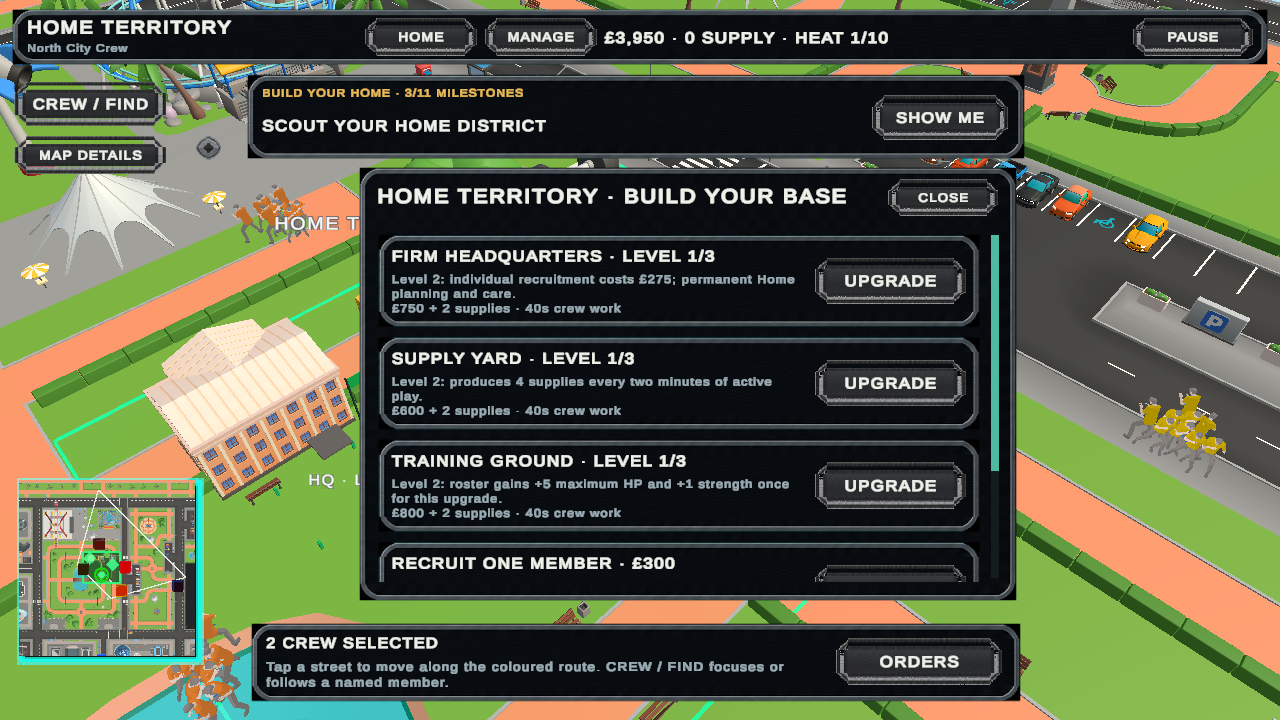 HOME TERRITORY
North City Crew
HOME
MANAGE
£3,950 · 0 SUPPLY · HEAT 1/10
PAUSE
CREW / FIND
MAP DETAILS
BUILD YOUR HOME · 3/11 MILESTONES
SCOUT YOUR HOME DISTRICT
SHOW ME
HOME T
HOME TERRITORY · BUILD YOUR BASE
CLOSE
FIRM HEADQUARTERS · LEVEL 1/3
Level 2: individual recruitment costs £275; permanent Home
planning and care.
£750 + 2 supplies · 40s crew work
UPGRADE
SUPPLY YARD · LEVEL 1/3
Level 2: produces 4 supplies every two minutes of active
play.
£600 + 2 supplies · 40s crew work
UPGRADE
TRAINING GROUND · LEVEL 1/3
Level 2: roster gains +5 maximum HP and +1 strength once
for this upgrade.
£800 + 2 supplies · 40s crew work
UPGRADE
RECRUIT ONE MEMBER · £300
P
HQ · L
2 CREW SELECTED
Tap a street to move along the coloured route. CREW / FIND focuses or
follows a named member.
ORDERS